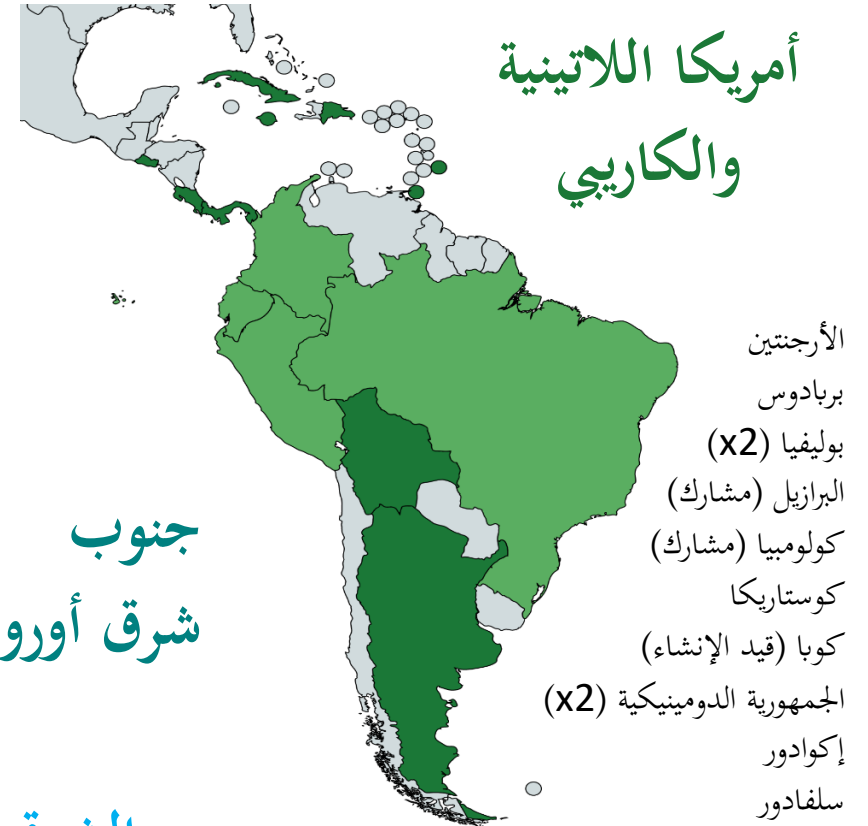 أمريكا اللاتينية
والكاريبي
الأرجنتين
بربادوس
بوليفيا (x2)
البرازيل (مشارك)
كولومبيا (مشارك)
كوستاريكا
كوبا (قيد الإنشاء)
الجمهورية الدومينيكية (x2)
إكوادور
سلفادور
جنوب
شرق أورو